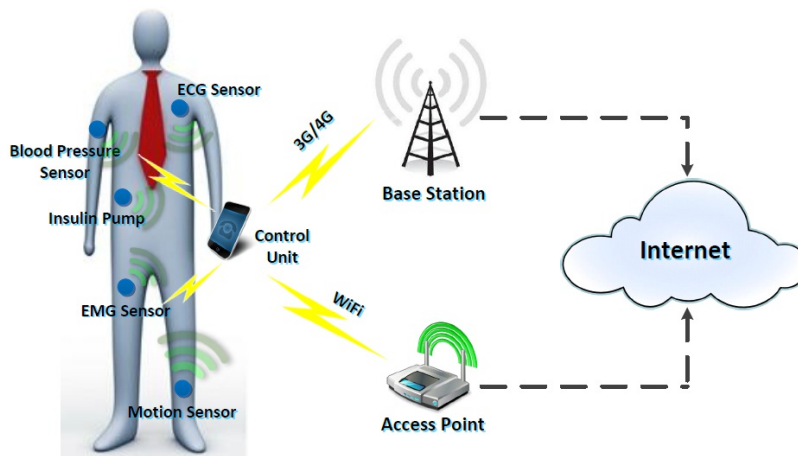 ECG Sensor
Blood Pressure
Sensor
Insulin Pump
EMG Sensor
Motion Sensor
Control
Unit
3G/4G
WiFi
Base Station
Access Point
Internet